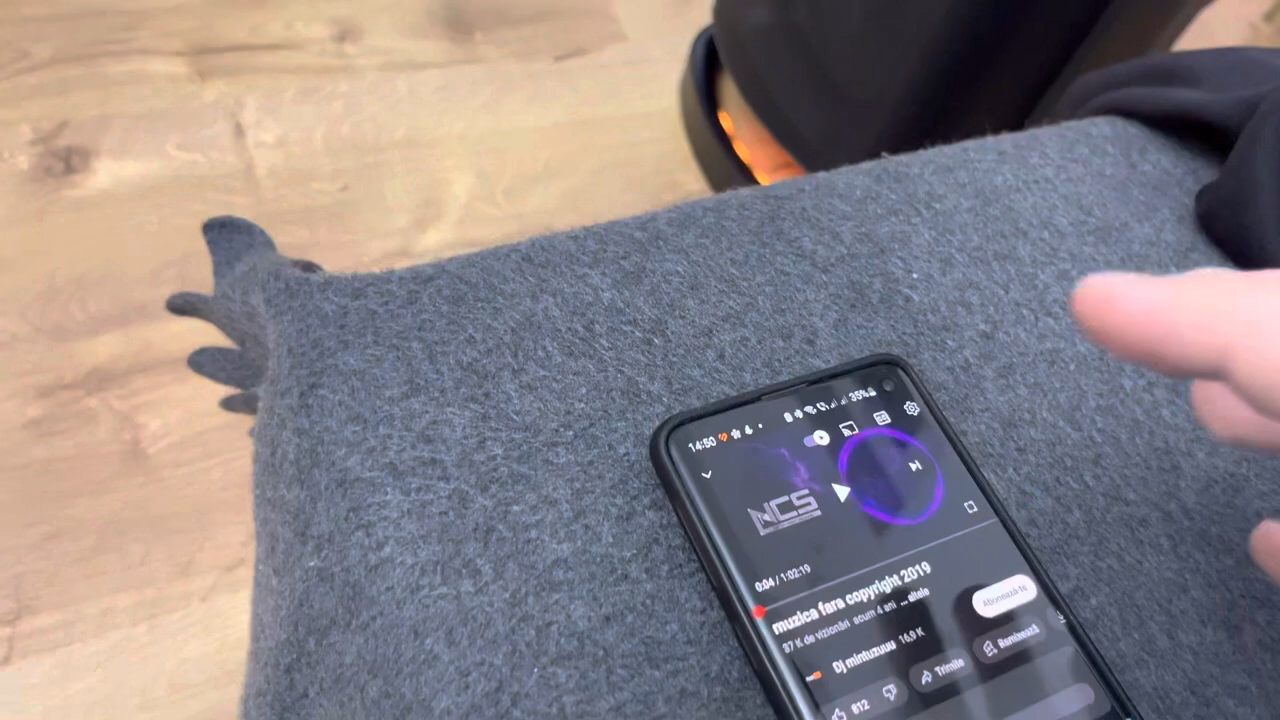 14:50 35%
NCS
0:04 / 1:02:19
muzica fara copyright 2019
37 K de vizionări acum 4 ani ... altele
Dj mintuzuuu 16,9 K
Abonează-te
612
Trimite
Remixează